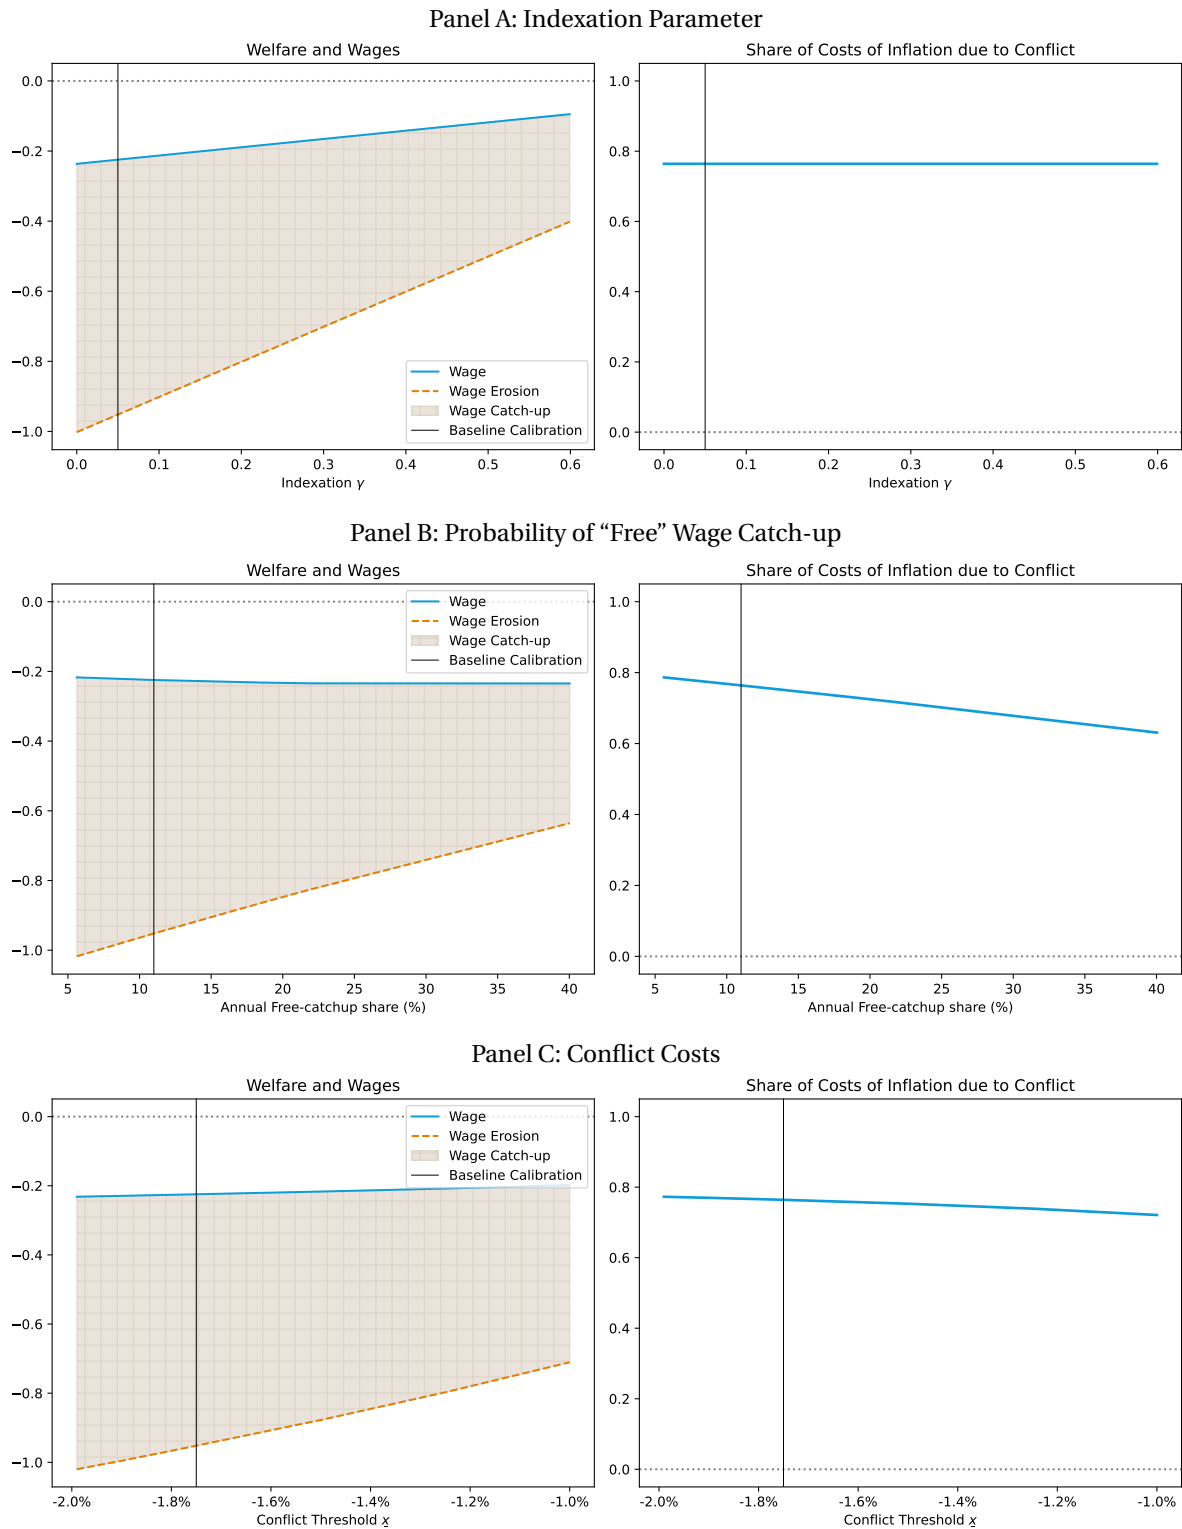 Panel A: Indexation Parameter
Welfare and Wages
0.0
−0.2
−0.4
−0.6
−0.8
−1.0
Wage
Wage Erosion
Wage Catch-up
Baseline Calibration
0.0 0.1 0.2 0.3 0.4 0.5 0.6
Indexation γ
Share of Costs of Inflation due to Conflict
1.0
0.8
0.6
0.4
0.2
0.0
0.0 0.1 0.2 0.3 0.4 0.5 0.6
Indexation γ
Panel B: Probability of “Free” Wage Catch-up
Welfare and Wages
0.0
−0.2
−0.4
−0.6
−0.8
−1.0
Wage
Wage Erosion
Wage Catch-up
Baseline Calibration
5 10 15 20 25 30 35 40
Annual Free-catchup share (%)
Share of Costs of Inflation due to Conflict
1.0
0.8
0.6
0.4
0.2
0.0
5 10 15 20 25 30 35 40
Annual Free-catchup share (%)
Panel C: Conflict Costs
Welfare and Wages
0.0
−0.2
−0.4
−0.6
−0.8
−1.0
Wage
Wage Erosion
Wage Catch-up
Baseline Calibration
-2.0% -1.8% -1.6% -1.4% -1.2% -1.0%
Conflict Threshold x̲
Share of Costs of Inflation due to Conflict
1.0
0.8
0.6
0.4
0.2
0.0
-2.0% -1.8% -1.6% -1.4% -1.2% -1.0%
Conflict Threshold x̲